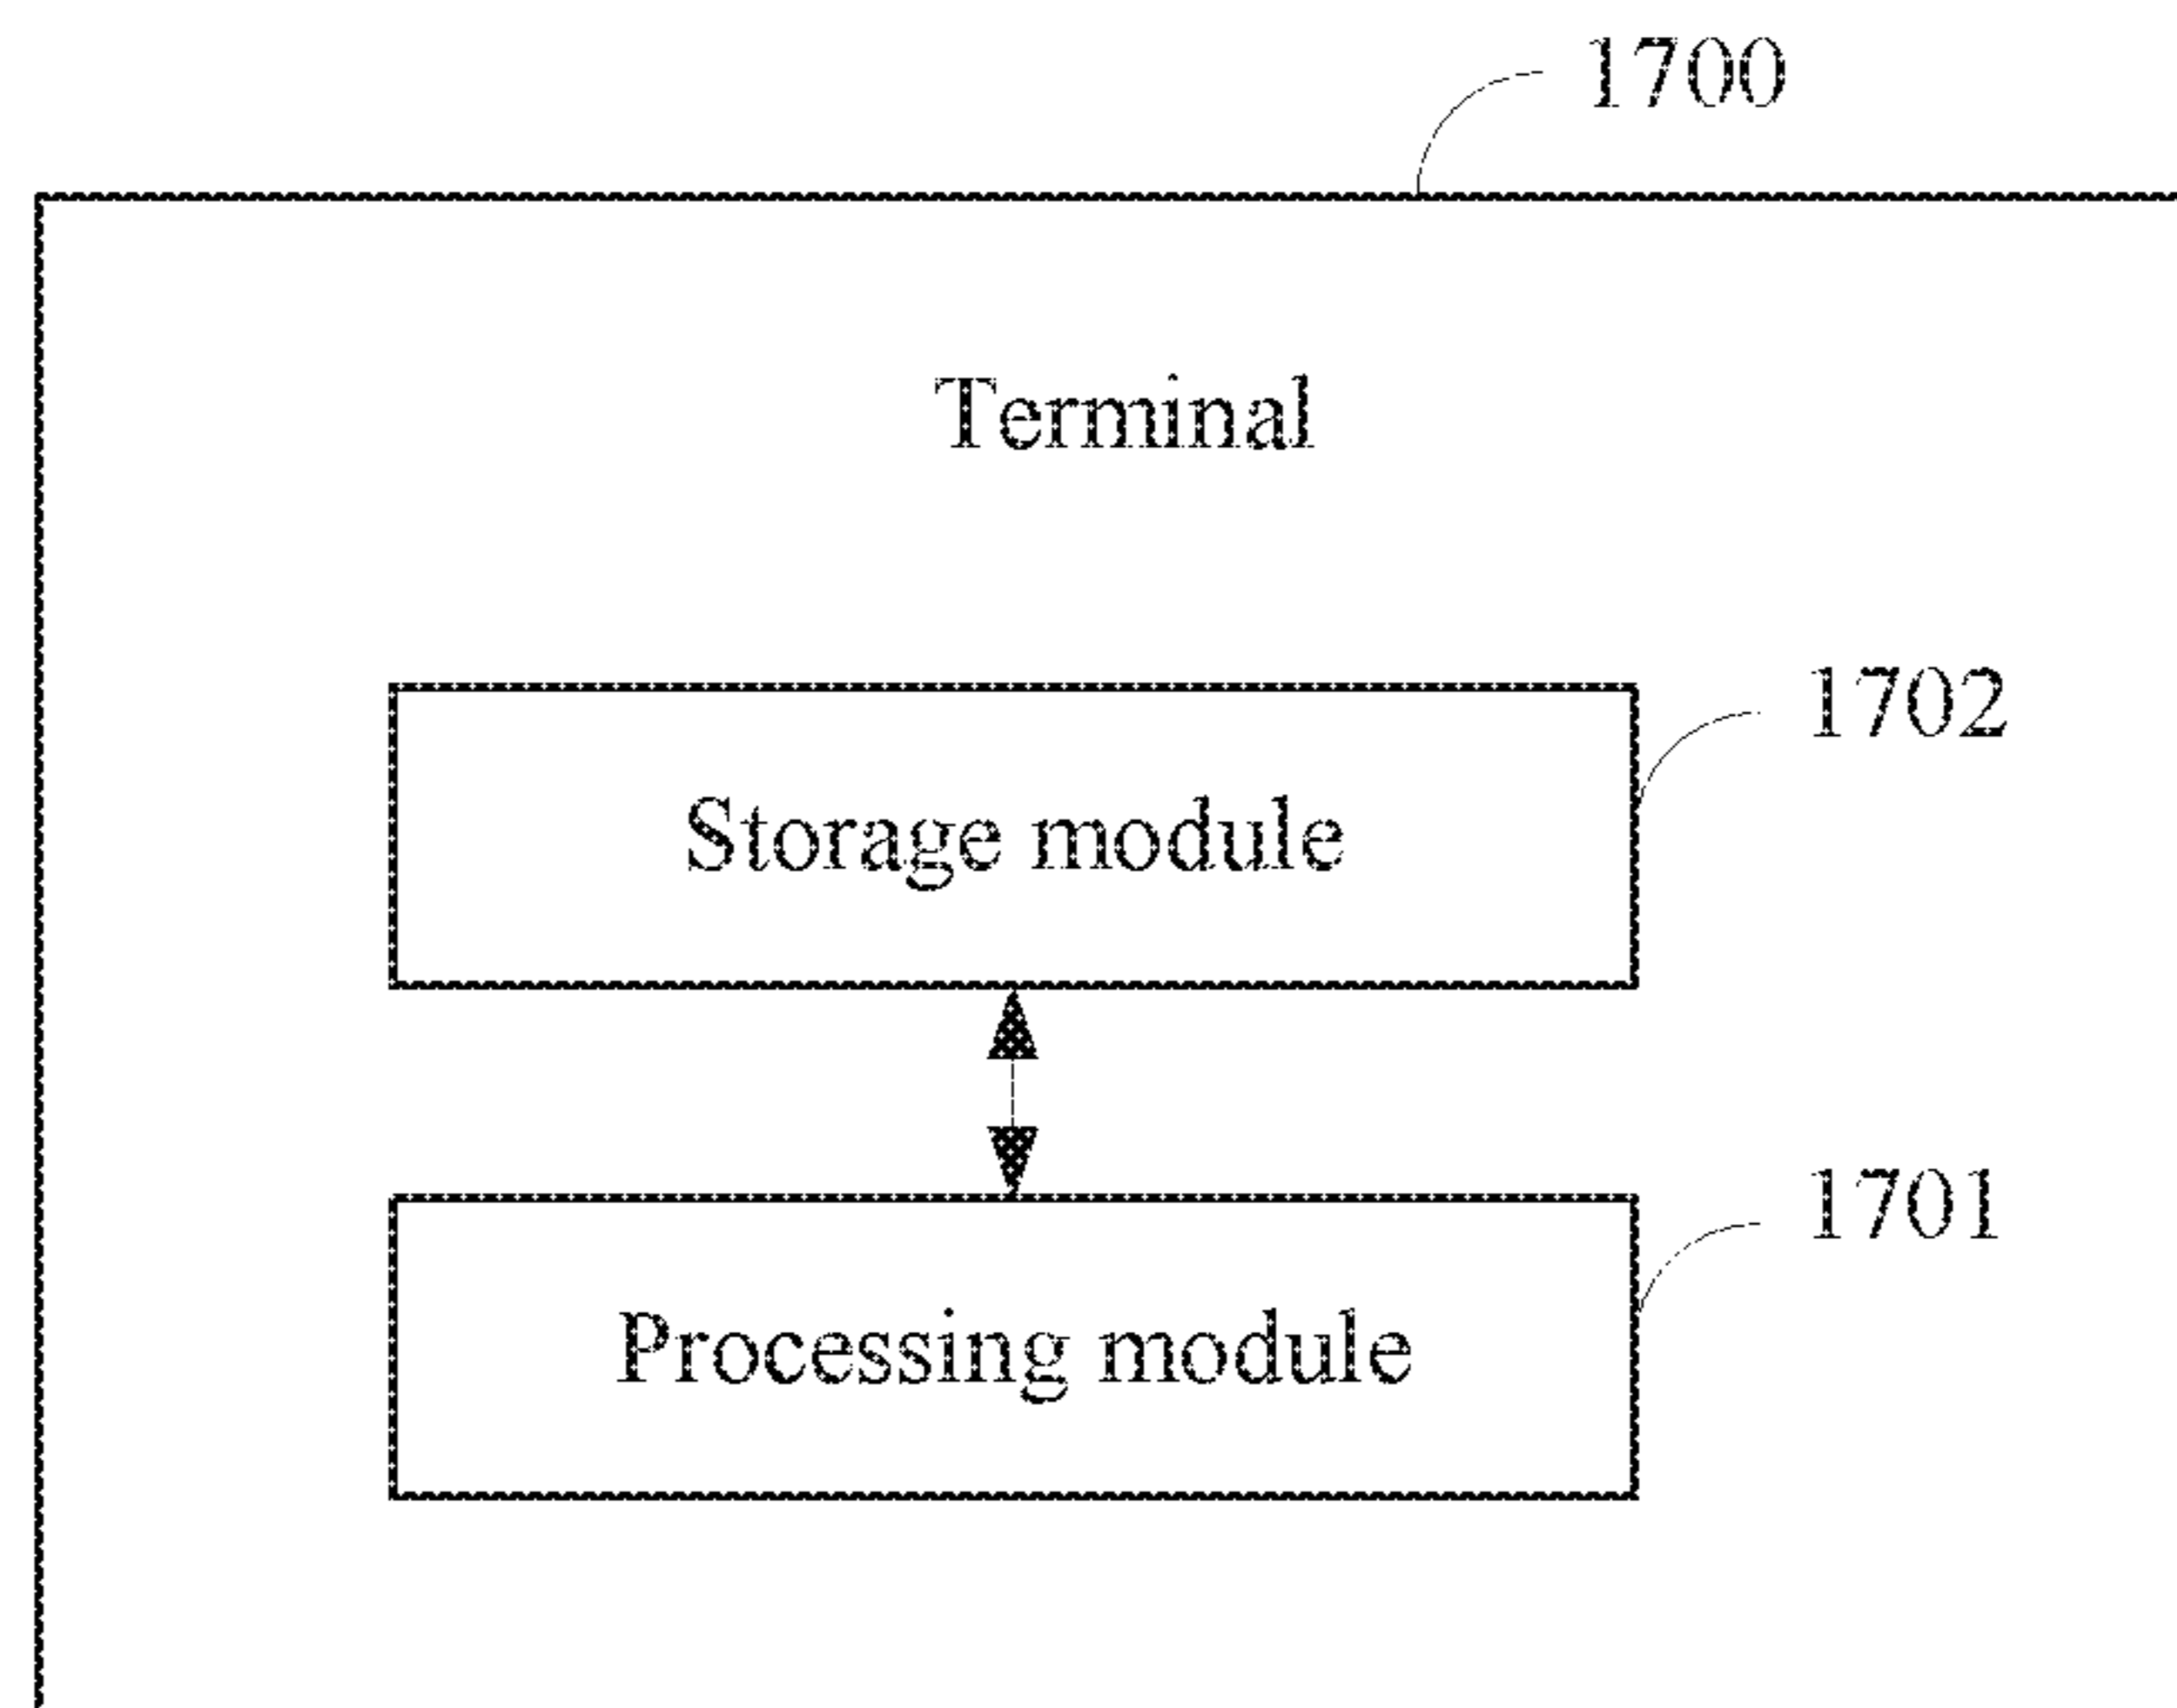 1700
Terminal
1702
Storage module
1701
Processing module